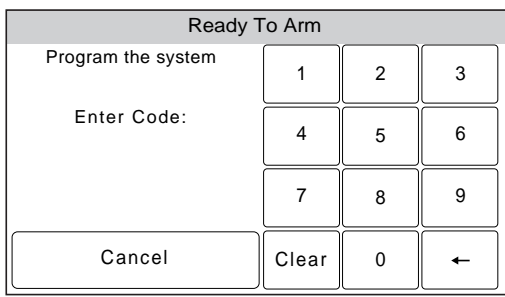 Ready To Arm
Program the system
1 2 3
Enter Code:
4 5 6
7 8 9
Cancel Clear 0 ←